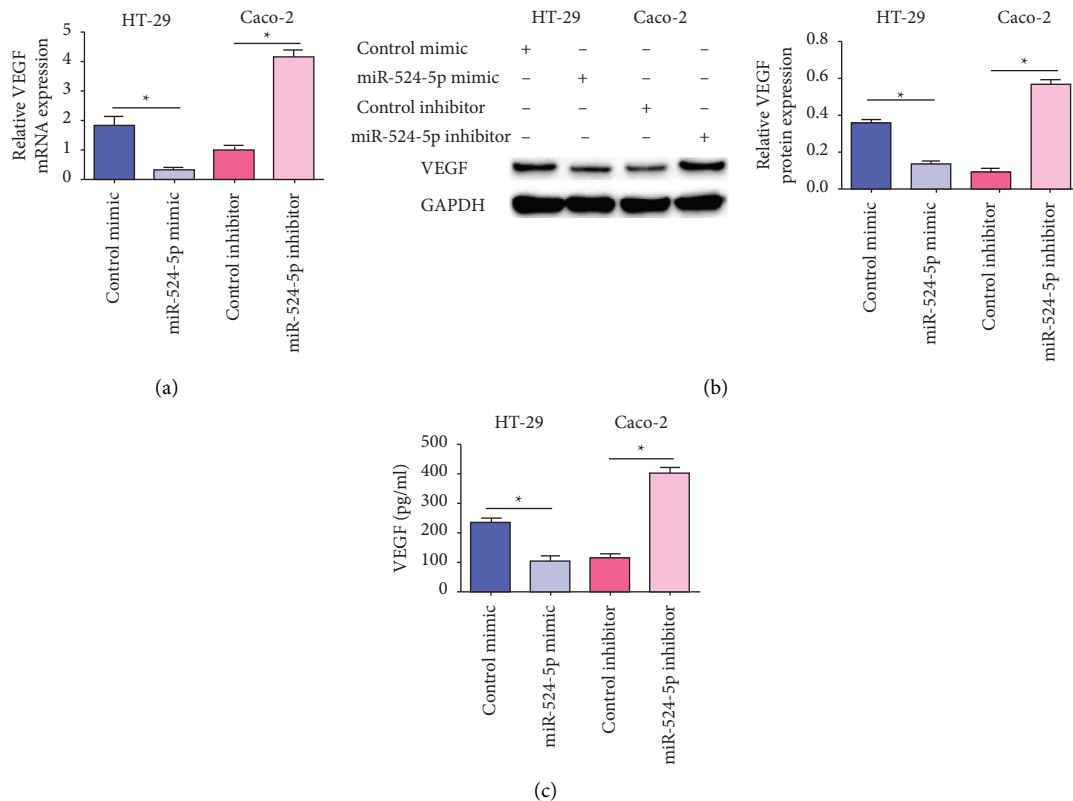 HT-29
Caco-2
Relative VEGF
mRNA expression
5
4
3
2
1
0
*
*
Control mimic
miR-524-5p mimic
Control inhibitor
miR-524-5p inhibitor
(a)
HT-29
Caco-2
Control mimic + – – –
miR-524-5p mimic – + – –
Control inhibitor – – + –
miR-524-5p inhibitor – – – +
VEGF
GAPDH
HT-29
Caco-2
Relative VEGF
protein expression
0.8
0.6
0.4
0.2
0.0
*
*
Control mimic
miR-524-5p mimic
Control inhibitor
miR-524-5p inhibitor
(b)
HT-29
Caco-2
VEGF (pg/ml)
500
400
300
200
100
0
*
*
Control mimic
miR-524-5p mimic
Control inhibitor
miR-524-5p inhibitor
(c)